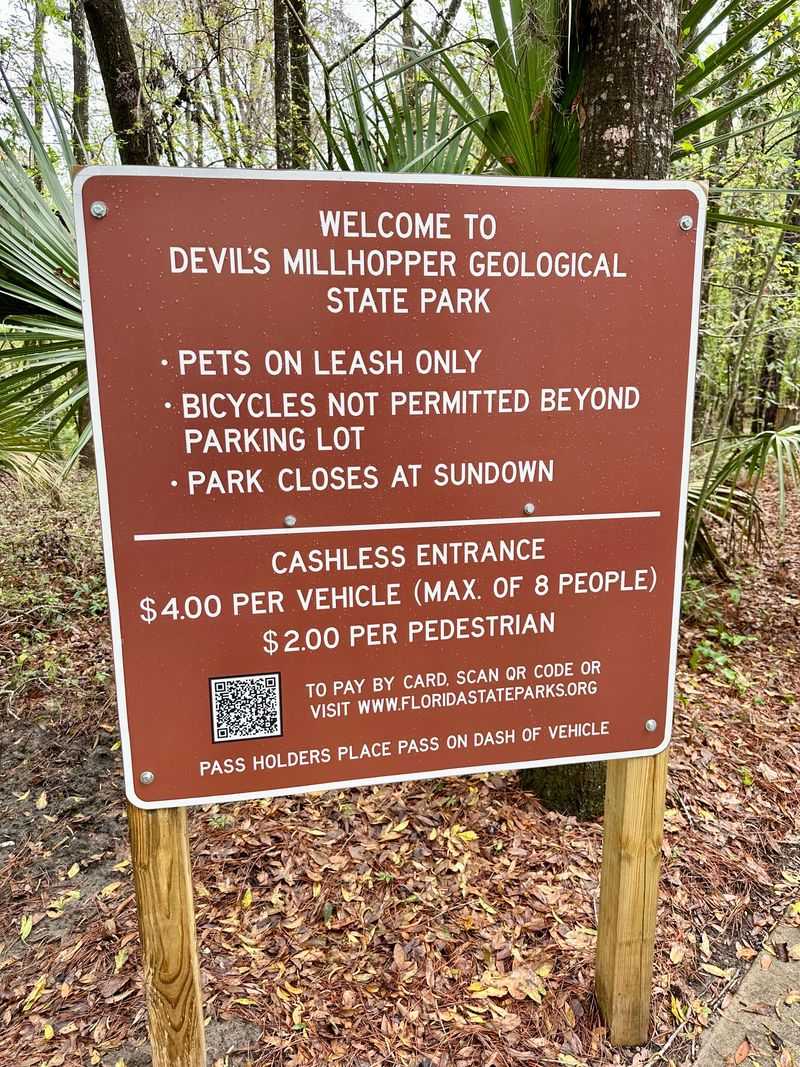 WELCOME TO
DEVIL'S MILLHOPPER GEOLOGICAL
STATE PARK
• PETS ON LEASH ONLY
• BICYCLES NOT PERMITTED BEYOND
PARKING LOT
• PARK CLOSES AT SUNDOWN
CASHLESS ENTRANCE
$4.00 PER VEHICLE (MAX. OF 8 PEOPLE)
$2.00 PER PEDESTRIAN
TO PAY BY CARD, SCAN QR CODE OR
VISIT WWW.FLORIDASTATEPARKS.ORG
PASS HOLDERS PLACE PASS ON DASH OF VEHICLE